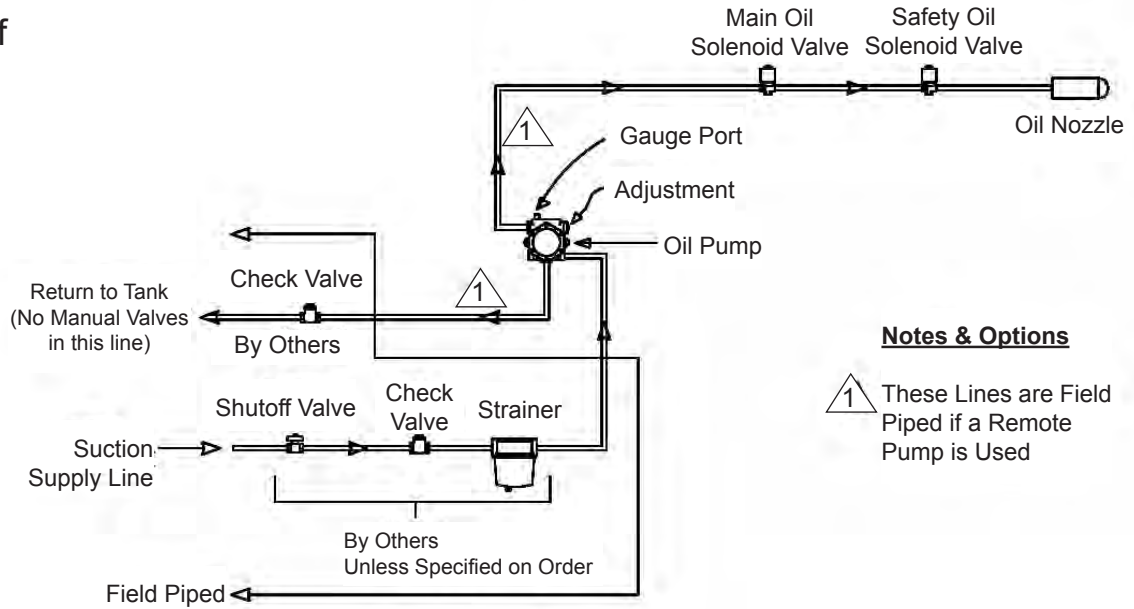 f
Main Oil
Solenoid Valve
Safety Oil
Solenoid Valve
Oil Nozzle
1
Gauge Port
Adjustment
Oil Pump
Check Valve
1
Return to Tank
(No Manual Valves
in this line)
By Others
Notes & Options
1
These Lines are Field
Piped if a Remote
Pump is Used
Shutoff Valve
Check
Valve
Strainer
Suction
Supply Line
By Others
Unless Specified on Order
Field Piped